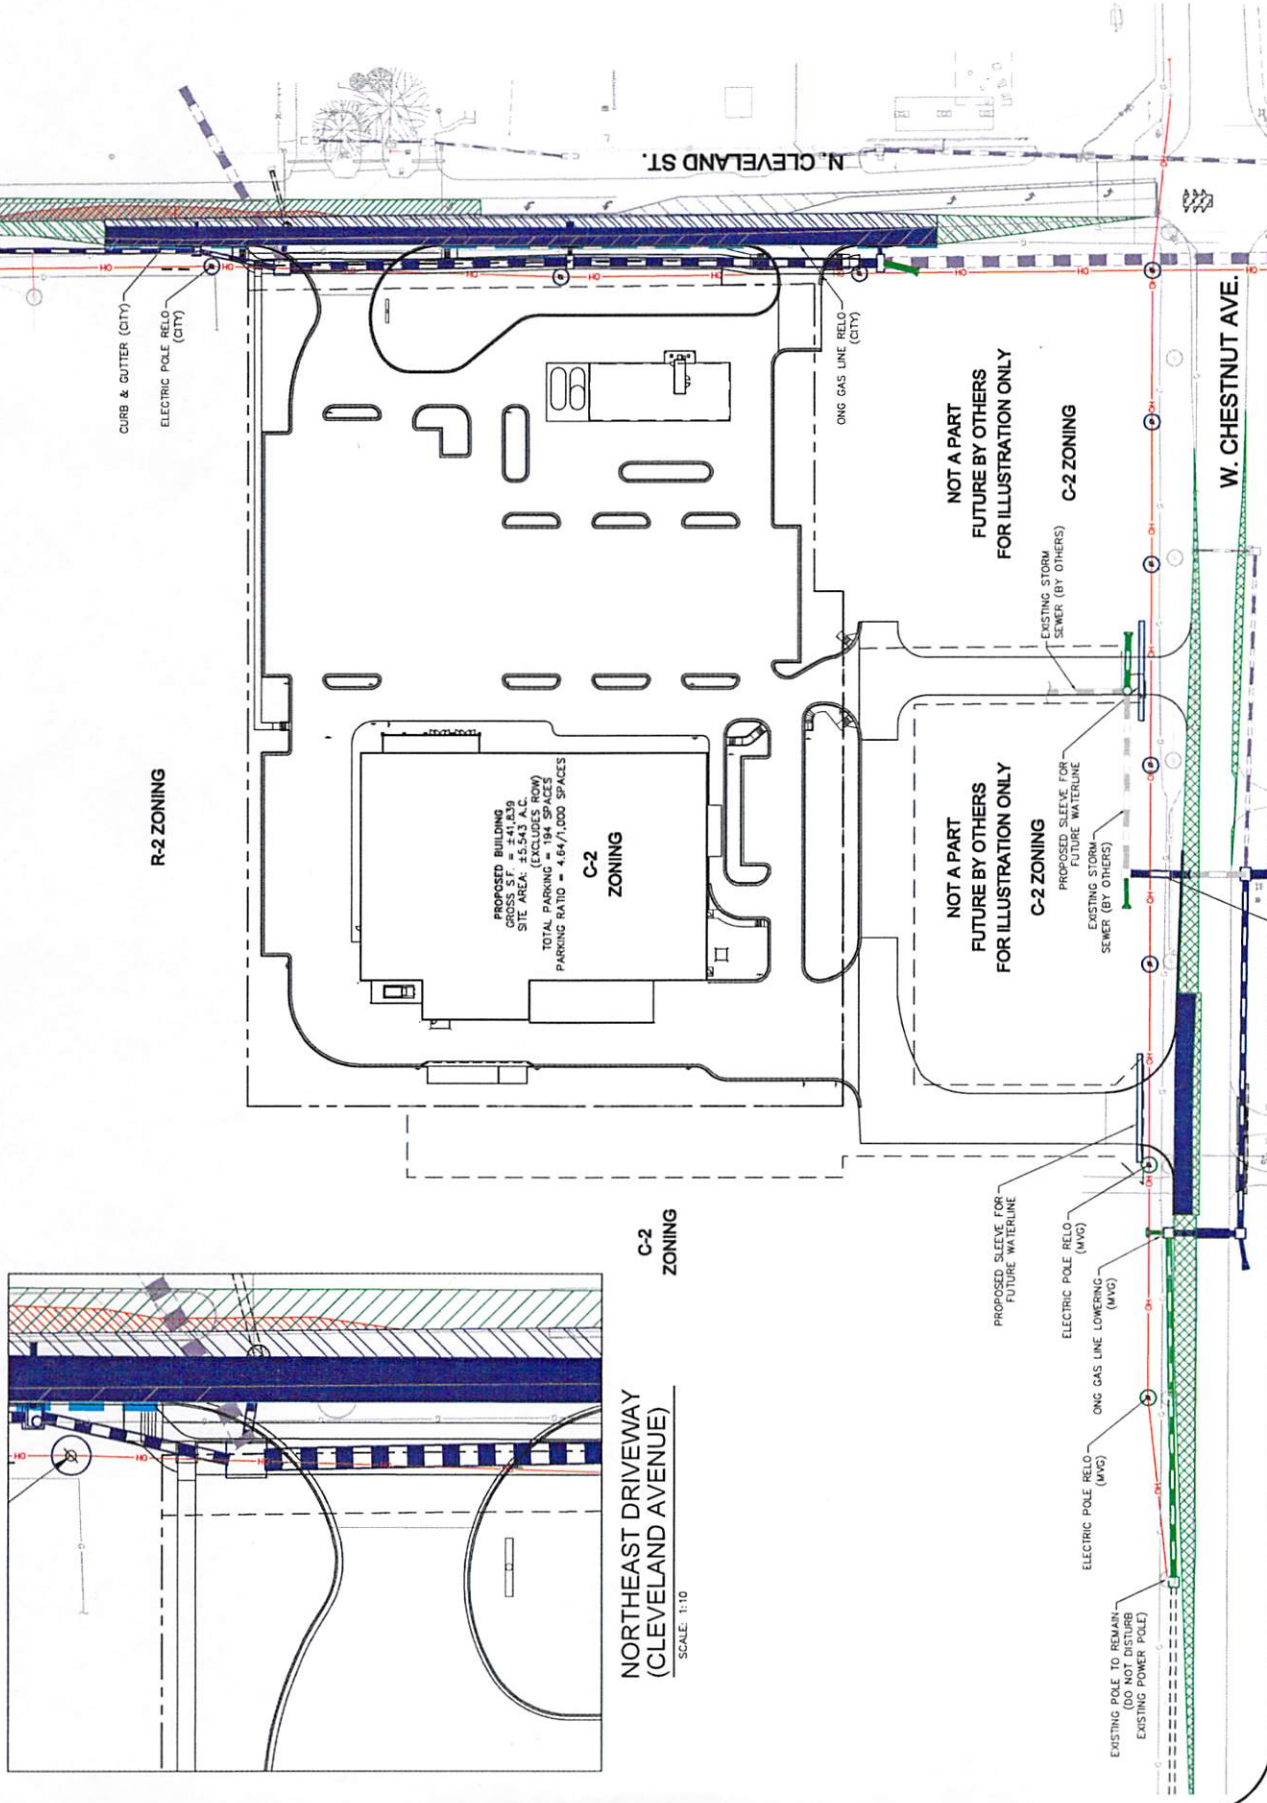 N. CLEVELAND ST.
CURB & GUTTER (CITY)
ELECTRIC POLE RELO
(CITY)
ONG GAS LINE RELO
(CITY)
R-2 ZONING
PROPOSED BUILDING
GROSS S.F. = ±41,839
SITE AREA: ±5.543 A.C.
(EXCLUDES ROW)
TOTAL PARKING = 194 SPACES
PARKING RATIO = 4.64/1,000 SPACES
C-2
ZONING
NOT A PART
FUTURE BY OTHERS
FOR ILLUSTRATION ONLY
C-2 ZONING
W. CHESTNUT AVE.
EXISTING STORM
SEWER (BY OTHERS)
NOT A PART
FUTURE BY OTHERS
FOR ILLUSTRATION ONLY
C-2 ZONING
PROPOSED SLEEVE FOR
FUTURE WATERLINE
EXISTING STORM
SEWER (BY OTHERS)
C-2
ZONING
PROPOSED SLEEVE FOR
FUTURE WATERLINE
ELECTRIC POLE RELO
(MVG)
ONG GAS LINE LOWERING
(MVG)
ELECTRIC POLE RELO
(MVG)
EXISTING POLE TO REMAIN
(DO NOT DISTURB
EXISTING POWER POLE)
NORTHEAST DRIVEWAY
(CLEVELAND AVENUE)
SCALE: 1:10